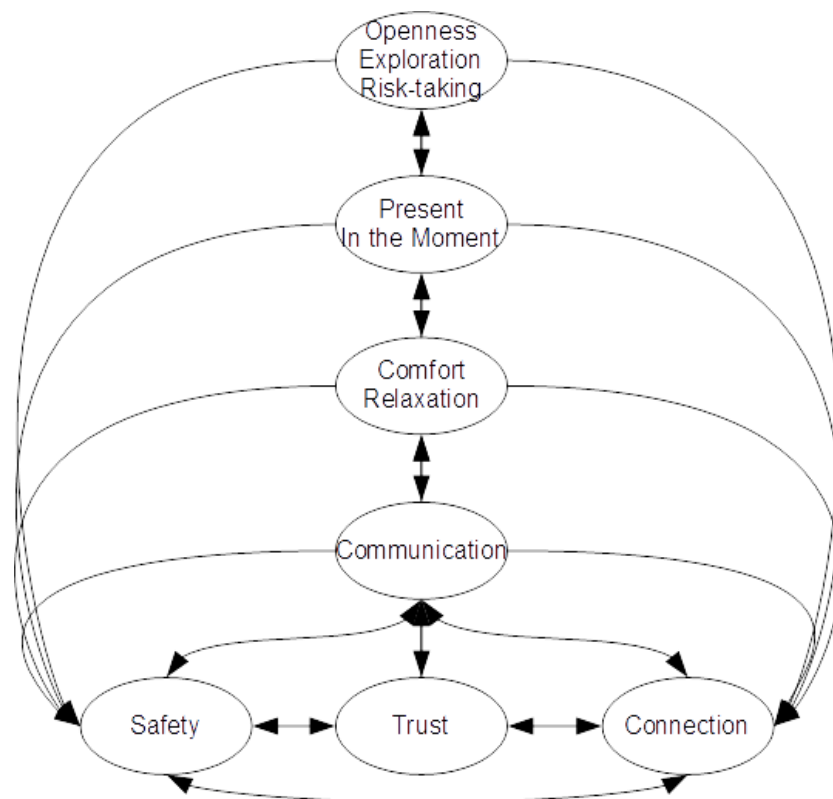 Openness
Exploration
Risk-taking
Present
In the Moment
Comfort
Relaxation
Communication
Safety
Trust
Connection